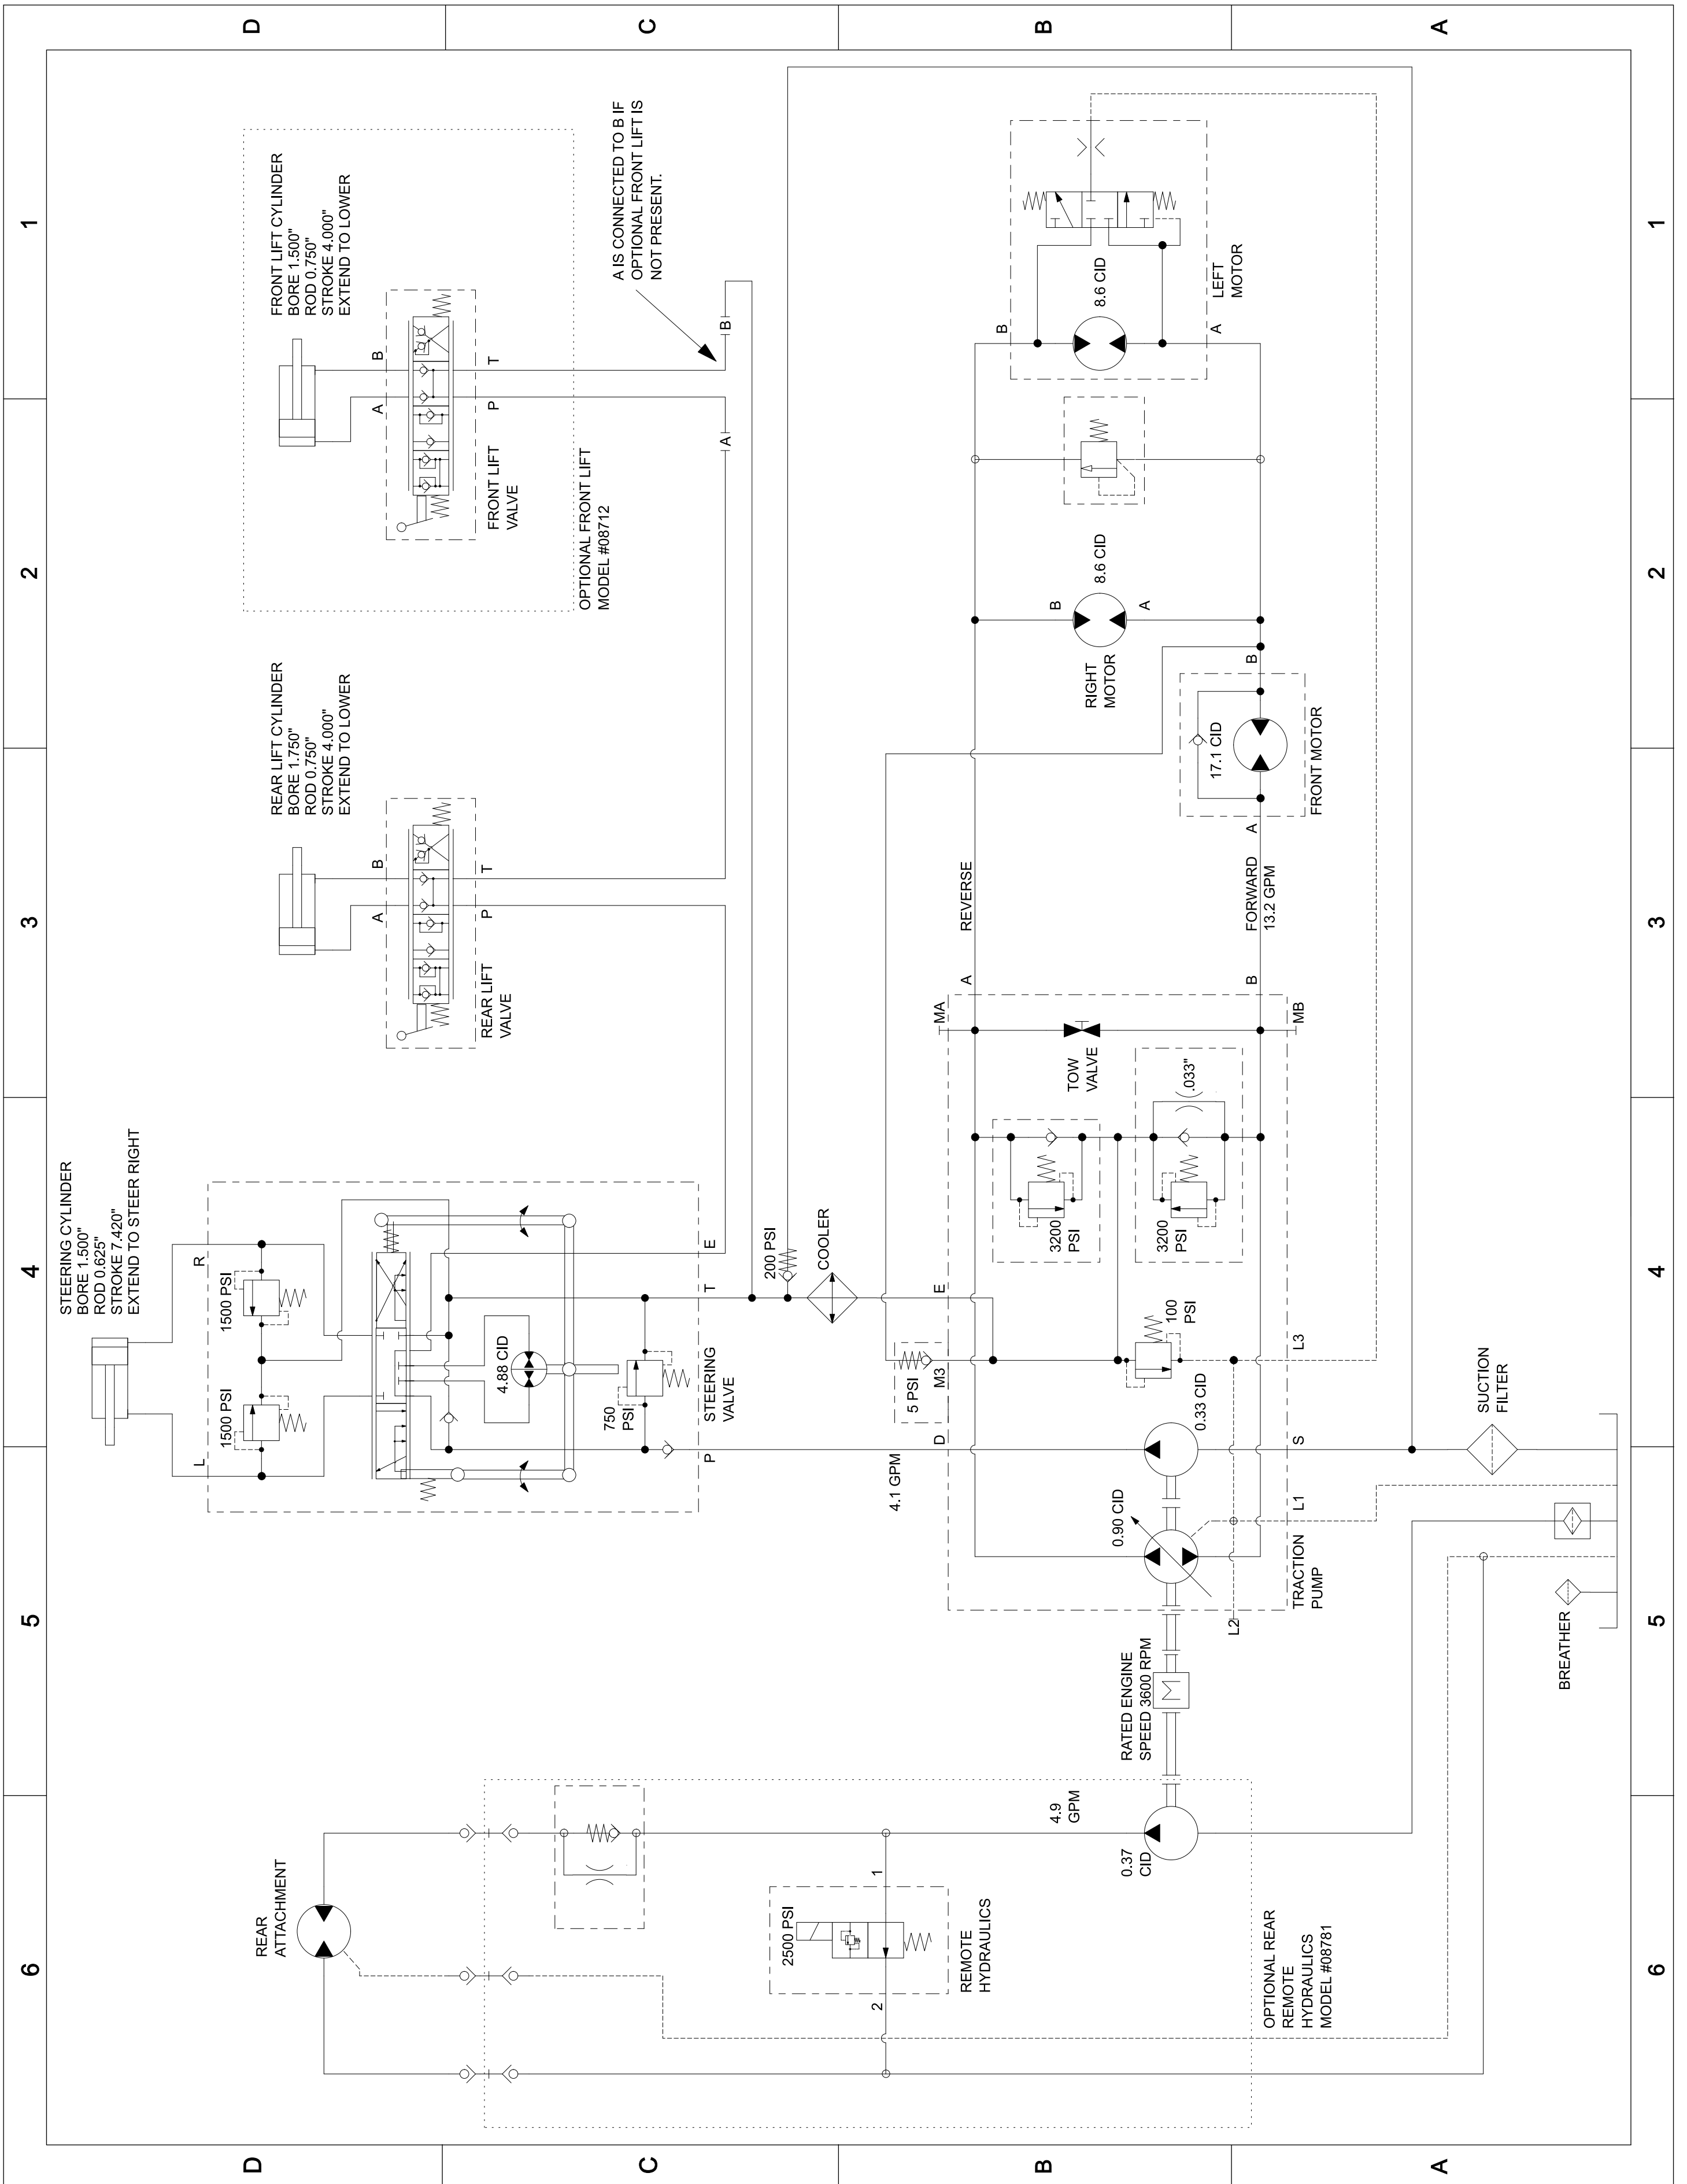 6
5
4
3
2
1
D
D
C
C
B
B
A
A
6
5
4
3
2
1
STEERING CYLINDER
BORE 1.500"
ROD 0.625"
STROKE 7.420"
EXTEND TO STEER RIGHT
L
R
1500 PSI
1500 PSI
4.88 CID
750
PSI
STEERING
VALVE
P
T
E
REAR LIFT CYLINDER
BORE 1.750"
ROD 0.750"
STROKE 4.000"
EXTEND TO LOWER
A
B
REAR LIFT
VALVE
P
T
FRONT LIFT CYLINDER
BORE 1.500"
ROD 0.750"
STROKE 4.000"
EXTEND TO LOWER
A
B
FRONT LIFT
VALVE
P
T
OPTIONAL FRONT LIFT
MODEL #08712
A IS CONNECTED TO B IF
OPTIONAL FRONT LIFT IS
NOT PRESENT.
A
B
REAR
ATTACHMENT
2500 PSI
2
1
REMOTE
HYDRAULICS
4.9
GPM
0.37
CID
OPTIONAL REAR
REMOTE
HYDRAULICS
MODEL #08781
RATED ENGINE
SPEED 3600 RPM
M
200 PSI
COOLER
4.1 GPM
D
5 PSI
M3
E
MA
A
REVERSE
0.90 CID
0.33 CID
100
PSI
3200
PSI
3200
PSI
TOW
VALVE
.033"
L2
L1
S
L3
MB
B
FORWARD
13.2 GPM
TRACTION
PUMP
A
17.1 CID
B
FRONT MOTOR
RIGHT
MOTOR
B
A
8.6 CID
B
8.6 CID
A
LEFT
MOTOR
SUCTION
FILTER
BREATHER